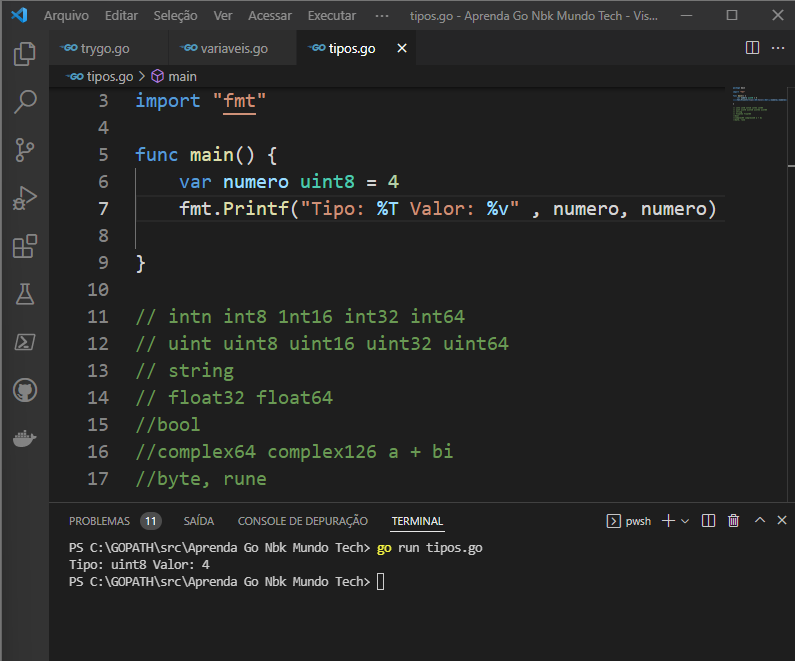 Arquivo Editar Seleção Ver Acessar Executar ··· tipos.go - Aprenda Go Nbk Mundo Tech - Vis...
trygo.go variaveis.go tipos.go
tipos.go > main
3 import "fmt"
4
5 func main() {
6 var numero uint8 = 4
7 fmt.Printf("Tipo: %T Valor: %v" , numero, numero)
8
9 }
10
11 // intn int8 1nt16 int32 int64
12 // uint uint8 uint16 uint32 uint64
13 // string
14 // float32 float64
15 //bool
16 //complex64 complex126 a + bi
17 //byte, rune
PROBLEMAS 11 SAÍDA CONSOLE DE DEPURAÇÃO TERMINAL pwsh
PS C:\GOPATH\src\Aprenda Go Nbk Mundo Tech> go run tipos.go
Tipo: uint8 Valor: 4
PS C:\GOPATH\src\Aprenda Go Nbk Mundo Tech>